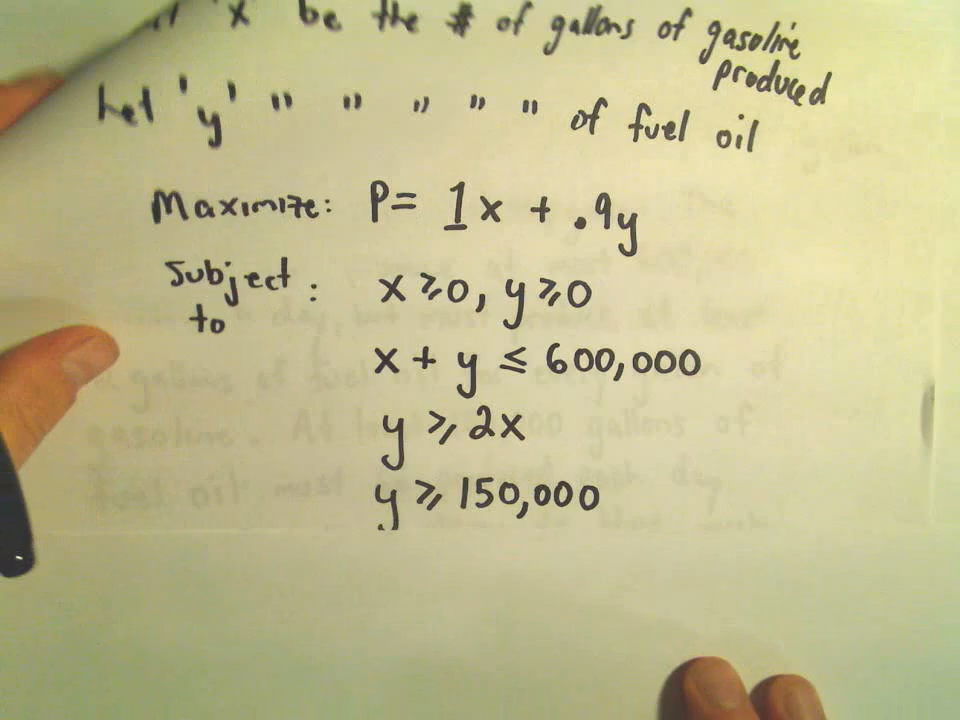 'x' be the # of gallons of gasoline
produced
Let 'y' " " " " " of fuel oil
Maximize: P= 1x + .9y
Subject
to : x ≥ 0, y ≥ 0
x + y ≤ 600,000
y ≥ 2x
y ≥ 150,000